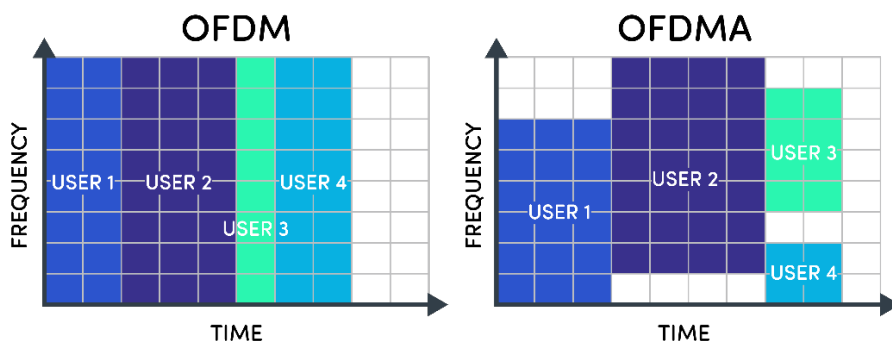 OFDM
FREQUENCY
USER 1
USER 2
USER 3
USER 4
TIME
OFDMA
FREQUENCY
USER 1
USER 2
USER 3
USER 4
TIME